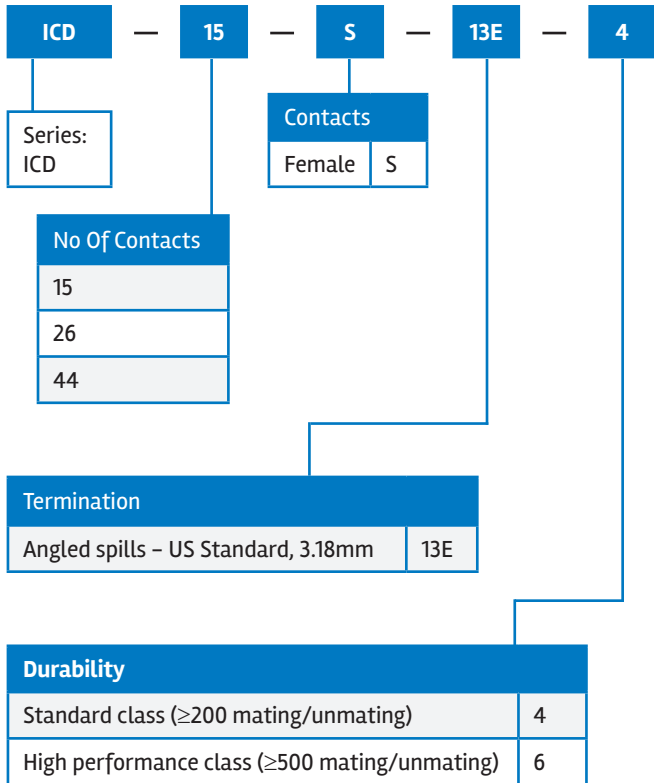 ICD — 15 — S — 13E — 4
Series:
ICD
Contacts
Female S
No Of Contacts
15
26
44
Termination
Angled spills – US Standard, 3.18mm 13E
Durability
Standard class (≥200 mating/unmating) 4
High performance class (≥500 mating/unmating) 6